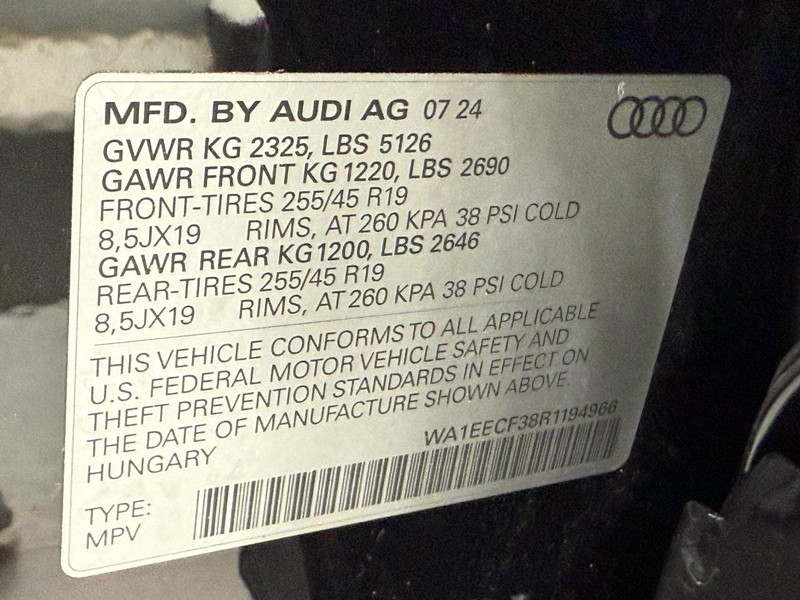 MFD. BY AUDI AG 07 24
GVWR KG 2325, LBS 5126
GAWR FRONT KG 1220, LBS 2690
FRONT-TIRES 255/45 R19
8,5JX19 RIMS, AT 260 KPA 38 PSI COLD
GAWR REAR KG 1200, LBS 2646
REAR-TIRES 255/45 R19
8,5JX19 RIMS, AT 260 KPA 38 PSI COLD
THIS VEHICLE CONFORMS TO ALL APPLICABLE
U.S. FEDERAL MOTOR VEHICLE SAFETY AND
THEFT PREVENTION STANDARDS IN EFFECT ON
THE DATE OF MANUFACTURE SHOWN ABOVE.
HUNGARY WA1EECF38R1194966
TYPE:
MPV